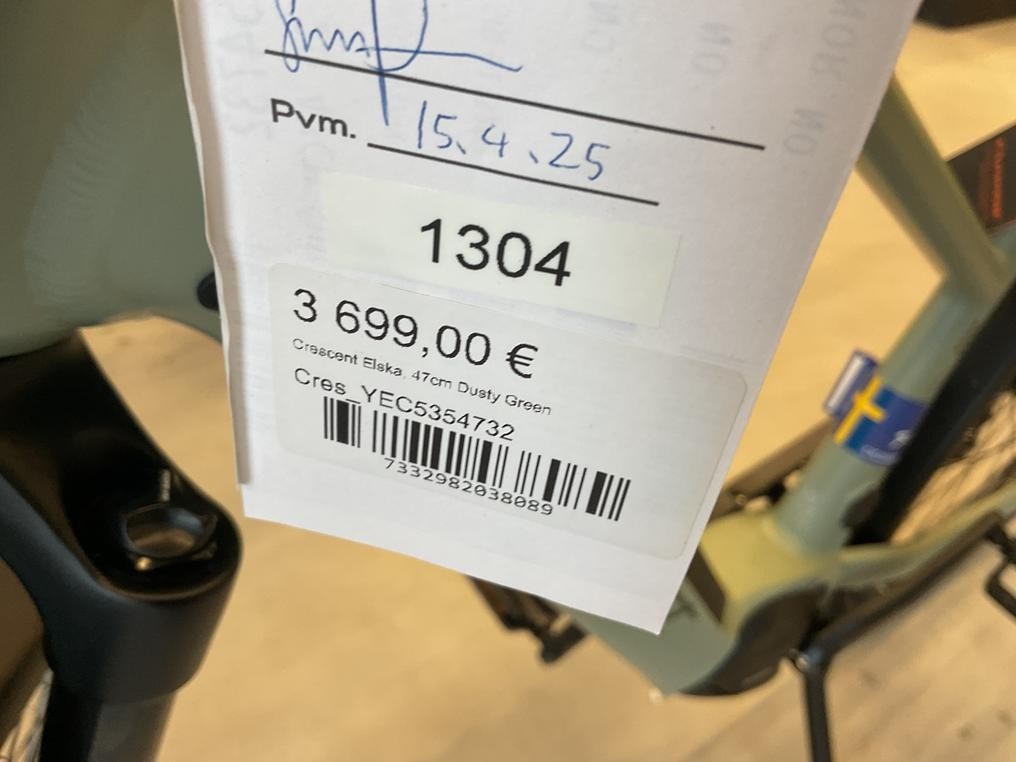 Pvm. 15.4.25
1304
3 699,00 €
Crescent Elska, 47cm Dusty Green
Cres_YEC5354732
7332982038089